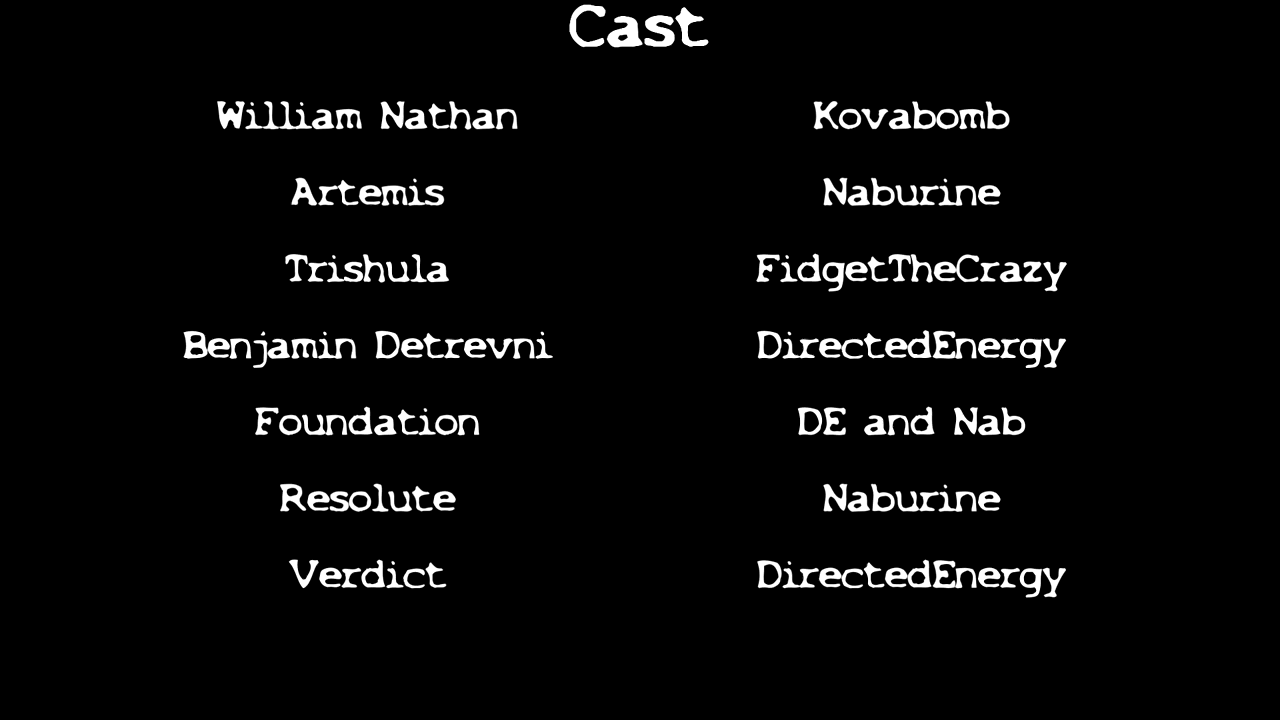 Cast
William Nathan Kovabomb
Artemis Naburine
Trishula FidgetTheCrazy
Benjamin Detrevni DirectedEnergy
Foundation DE and Nab
Resolute Naburine
Verdict DirectedEnergy